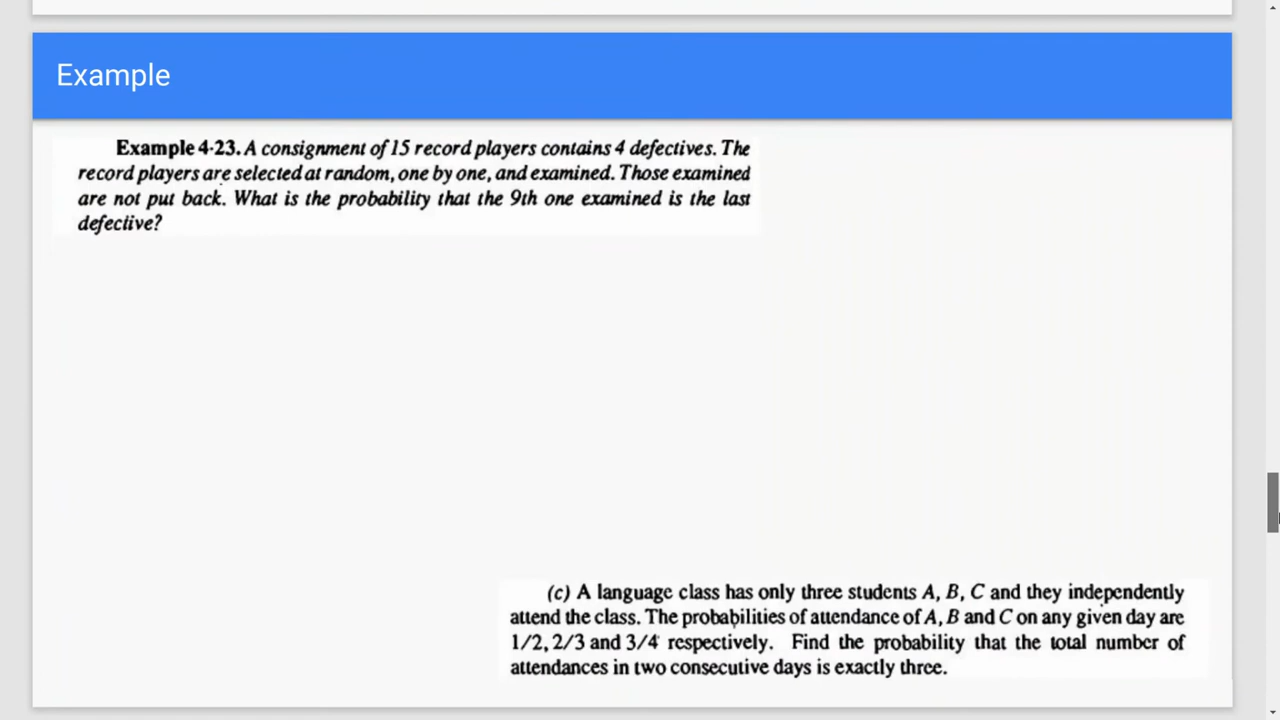 Example
Example 4·23. A consignment of 15 record players contains 4 defectives. The
record players are selected at random, one by one, and examined. Those examined
are not put back. What is the probability that the 9th one examined is the last
defective?
(c) A language class has only three students A, B, C and they independently
attend the class. The probabilities of attendance of A, B and C on any given day are
1/2, 2/3 and 3/4 respectively. Find the probability that the total number of
attendances in two consecutive days is exactly three.